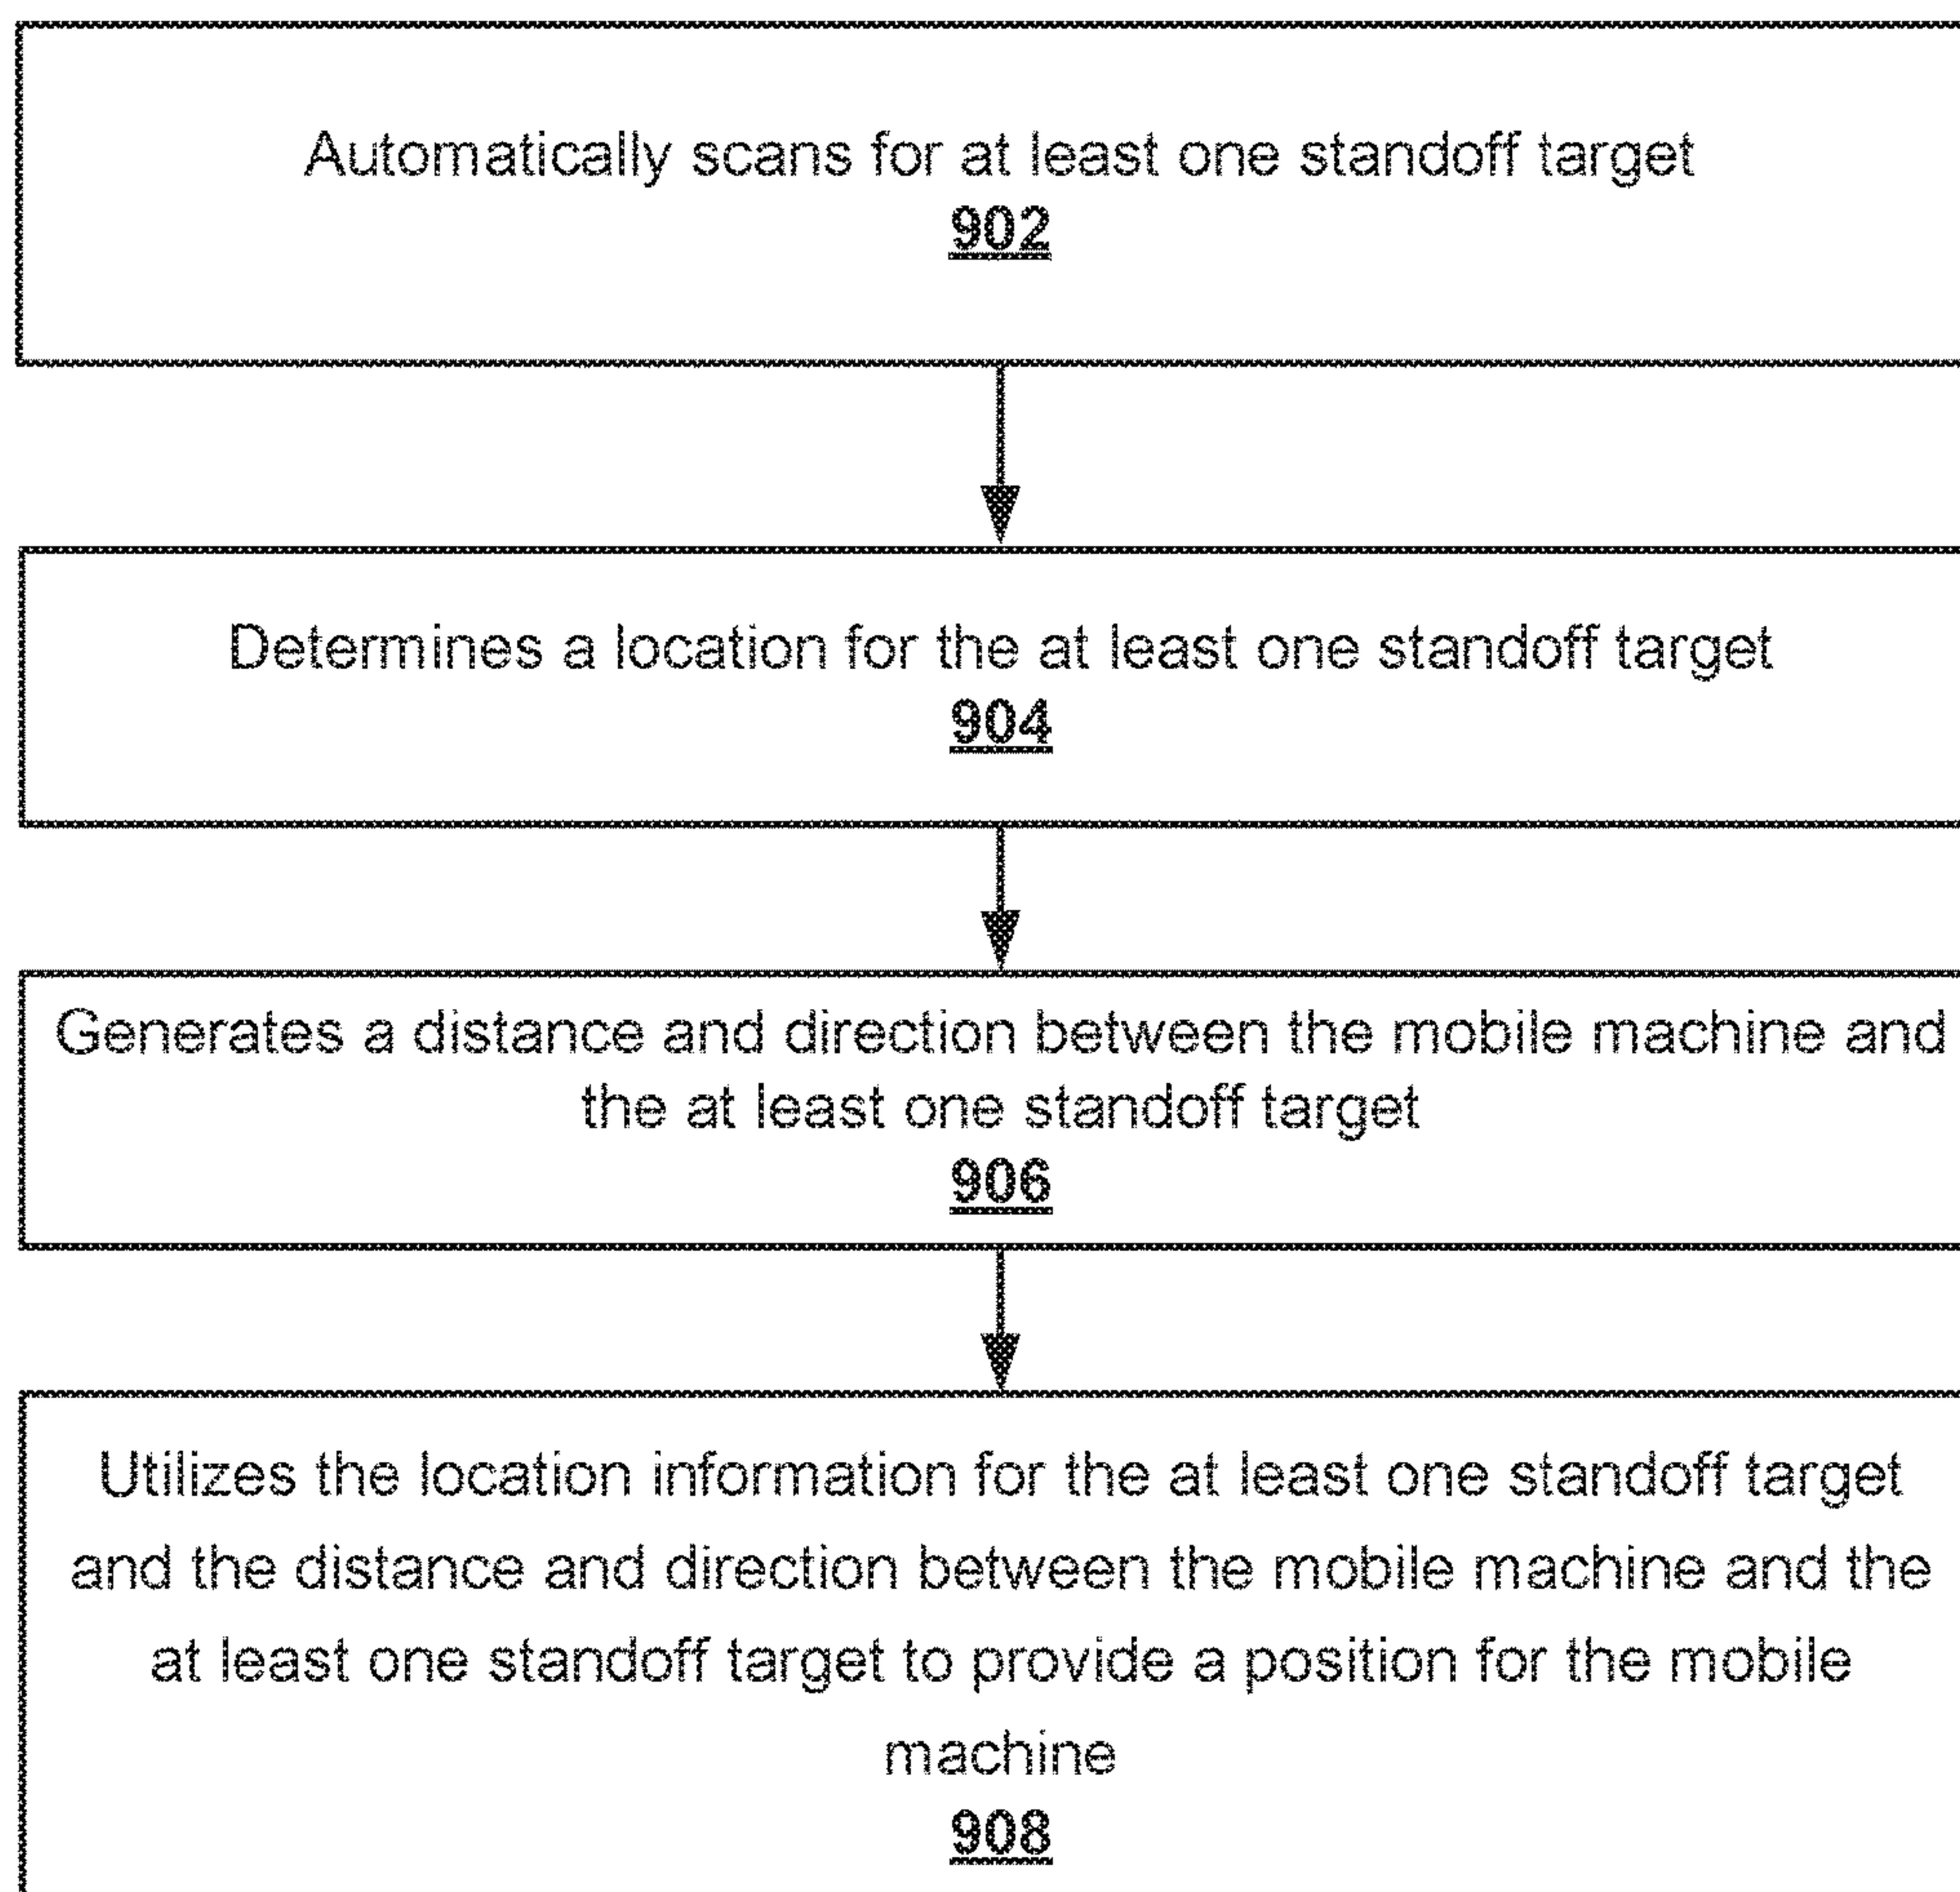 Automatically scans for at least one standoff target
902
Determines a location for the at least one standoff target
904
Generates a distance and direction between the mobile machine and
the at least one standoff target
906
Utilizes the location information for the at least one standoff target
and the distance and direction between the mobile machine and the
at least one standoff target to provide a position for the mobile
machine
908